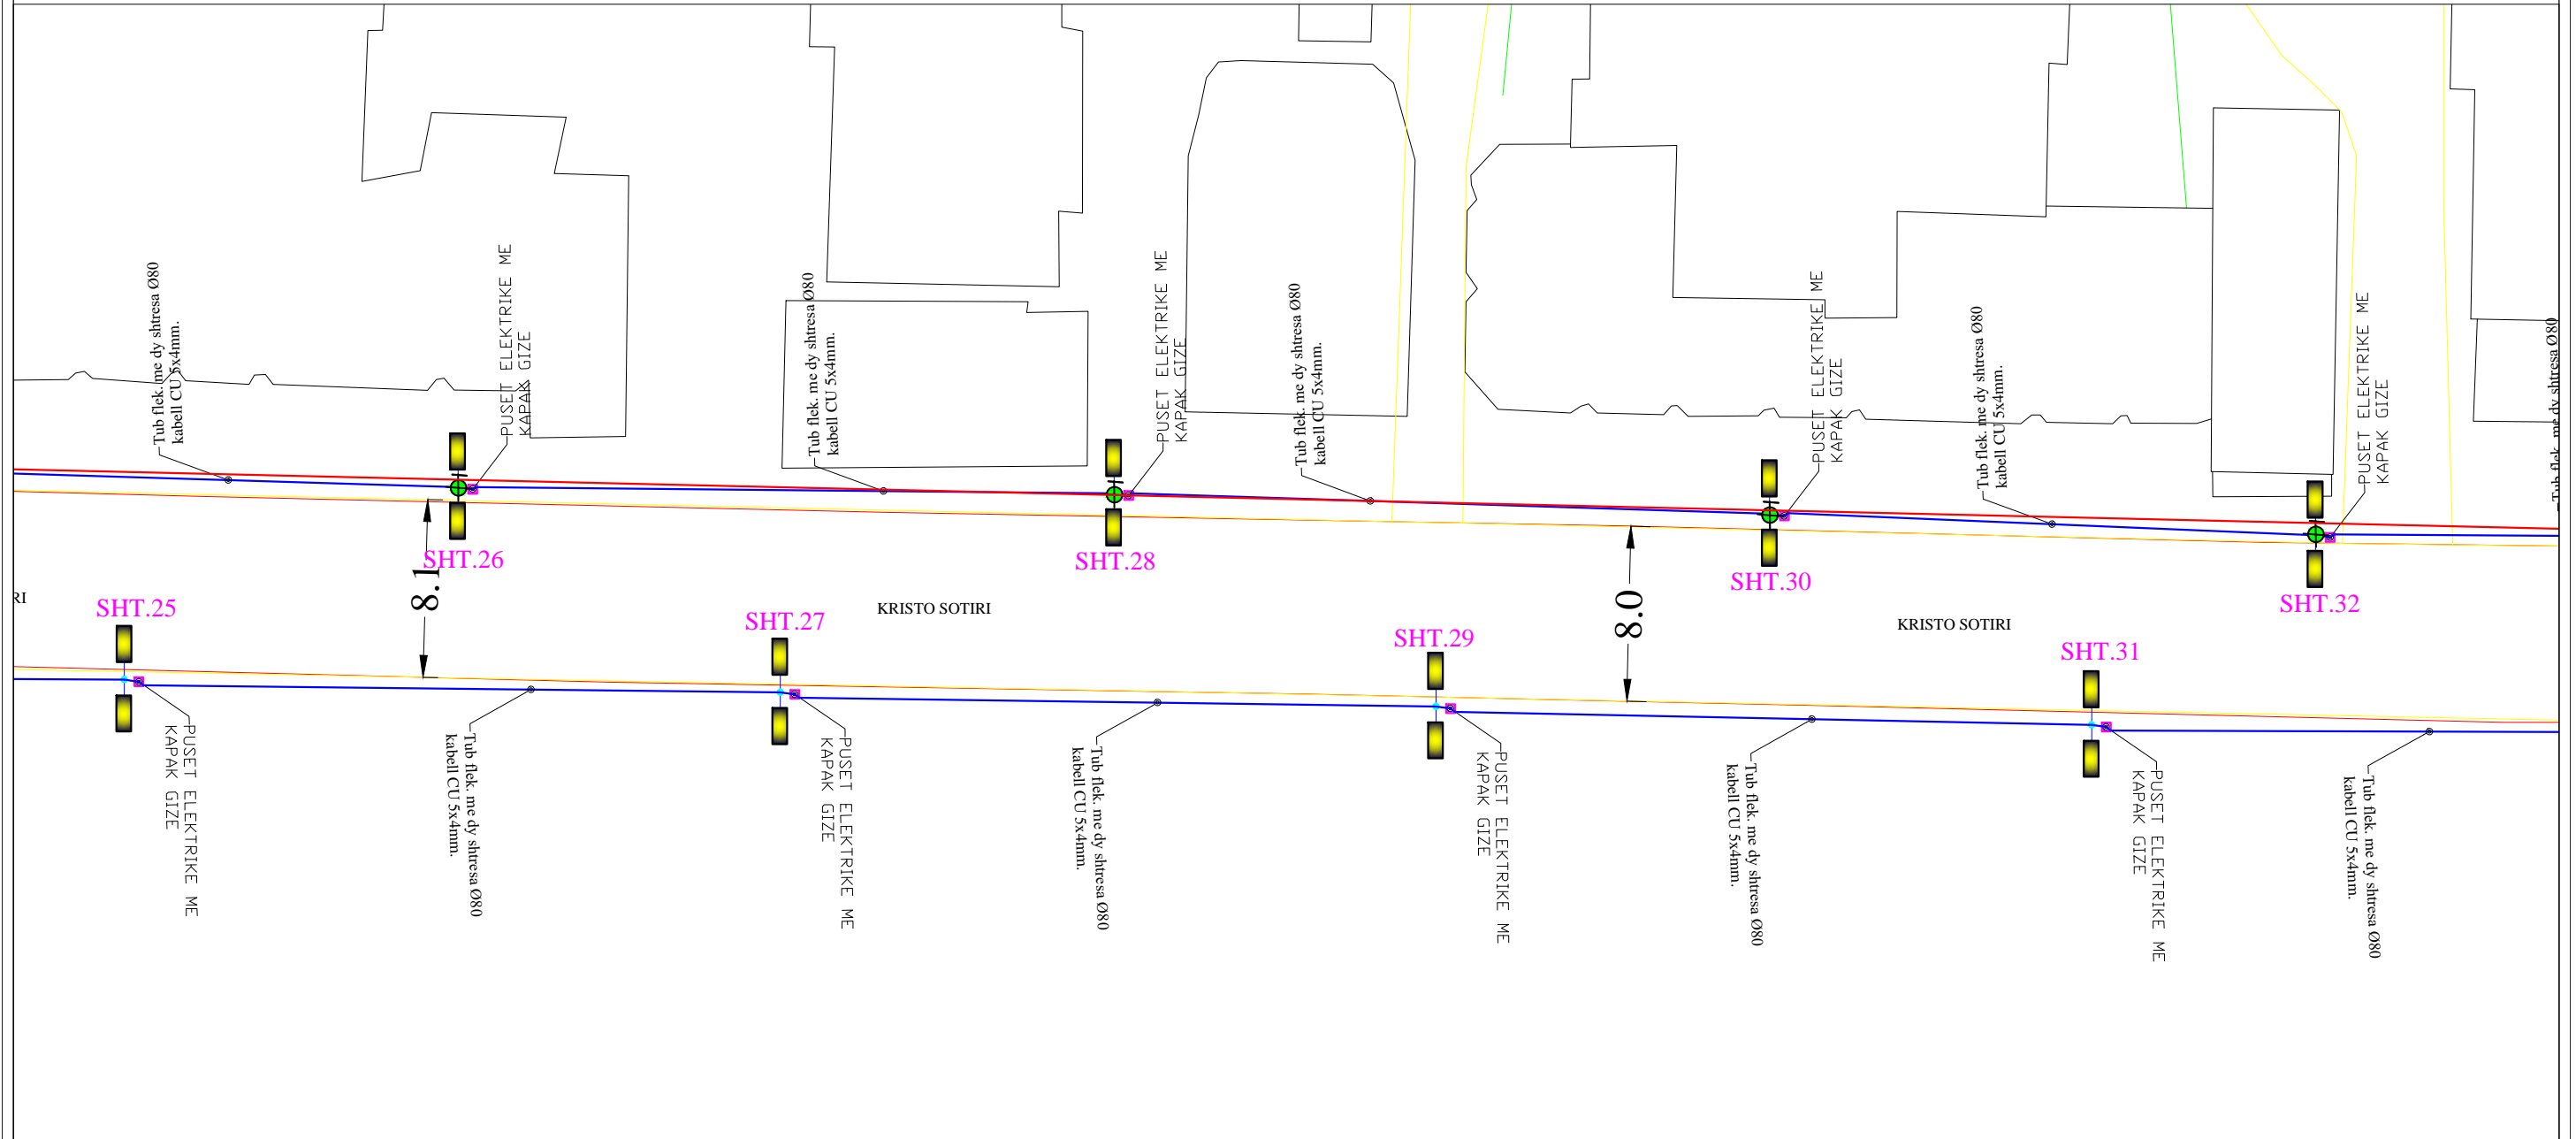 Tub flek. me dy shtresa Ø80
kabell CU 5x4mm.
PUSET ELEKTRIKE ME
KAPAK GIZE
Tub flek. me dy shtresa Ø80
kabell CU 5x4mm.
PUSET ELEKTRIKE ME
KAPAK GIZE
Tub flek. me dy shtresa Ø80
kabell CU 5x4mm.
PUSET ELEKTRIKE ME
KAPAK GIZE
Tub flek. me dy shtresa Ø80
kabell CU 5x4mm.
PUSET ELEKTRIKE ME
KAPAK GIZE
Tub flek. me dy shtresa Ø80
SHT.26
SHT.28
SHT.30
SHT.32
8.1
8.0
RI
KRISTO SOTIRI
KRISTO SOTIRI
SHT.25
SHT.27
SHT.29
SHT.31
PUSET ELEKTRIKE ME
KAPAK GIZE
Tub flek. me dy shtresa Ø80
kabell CU 5x4mm.
PUSET ELEKTRIKE ME
KAPAK GIZE
Tub flek. me dy shtresa Ø80
kabell CU 5x4mm.
PUSET ELEKTRIKE ME
KAPAK GIZE
Tub flek. me dy shtresa Ø80
kabell CU 5x4mm.
PUSET ELEKTRIKE ME
KAPAK GIZE
Tub flek. me dy shtresa Ø80
kabell CU 5x4mm.